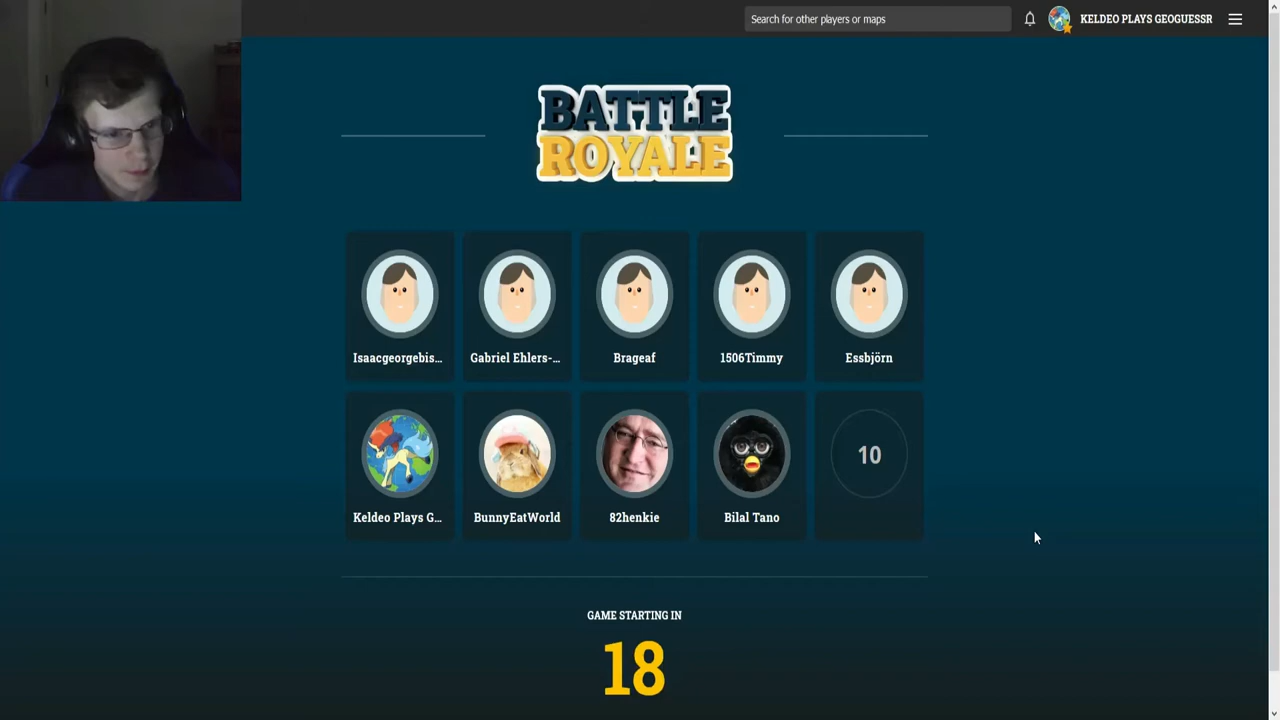 Search for other players or maps
KELDEO PLAYS GEOGUESSR
BATTLE
ROYALE
Isaacgeorgebis...
Gabriel Ehlers-...
Brageaf
1506Timmy
Essbjörn
10
Keldeo Plays G...
BunnyEatWorld
82henkie
Bilal Tano
GAME STARTING IN
18